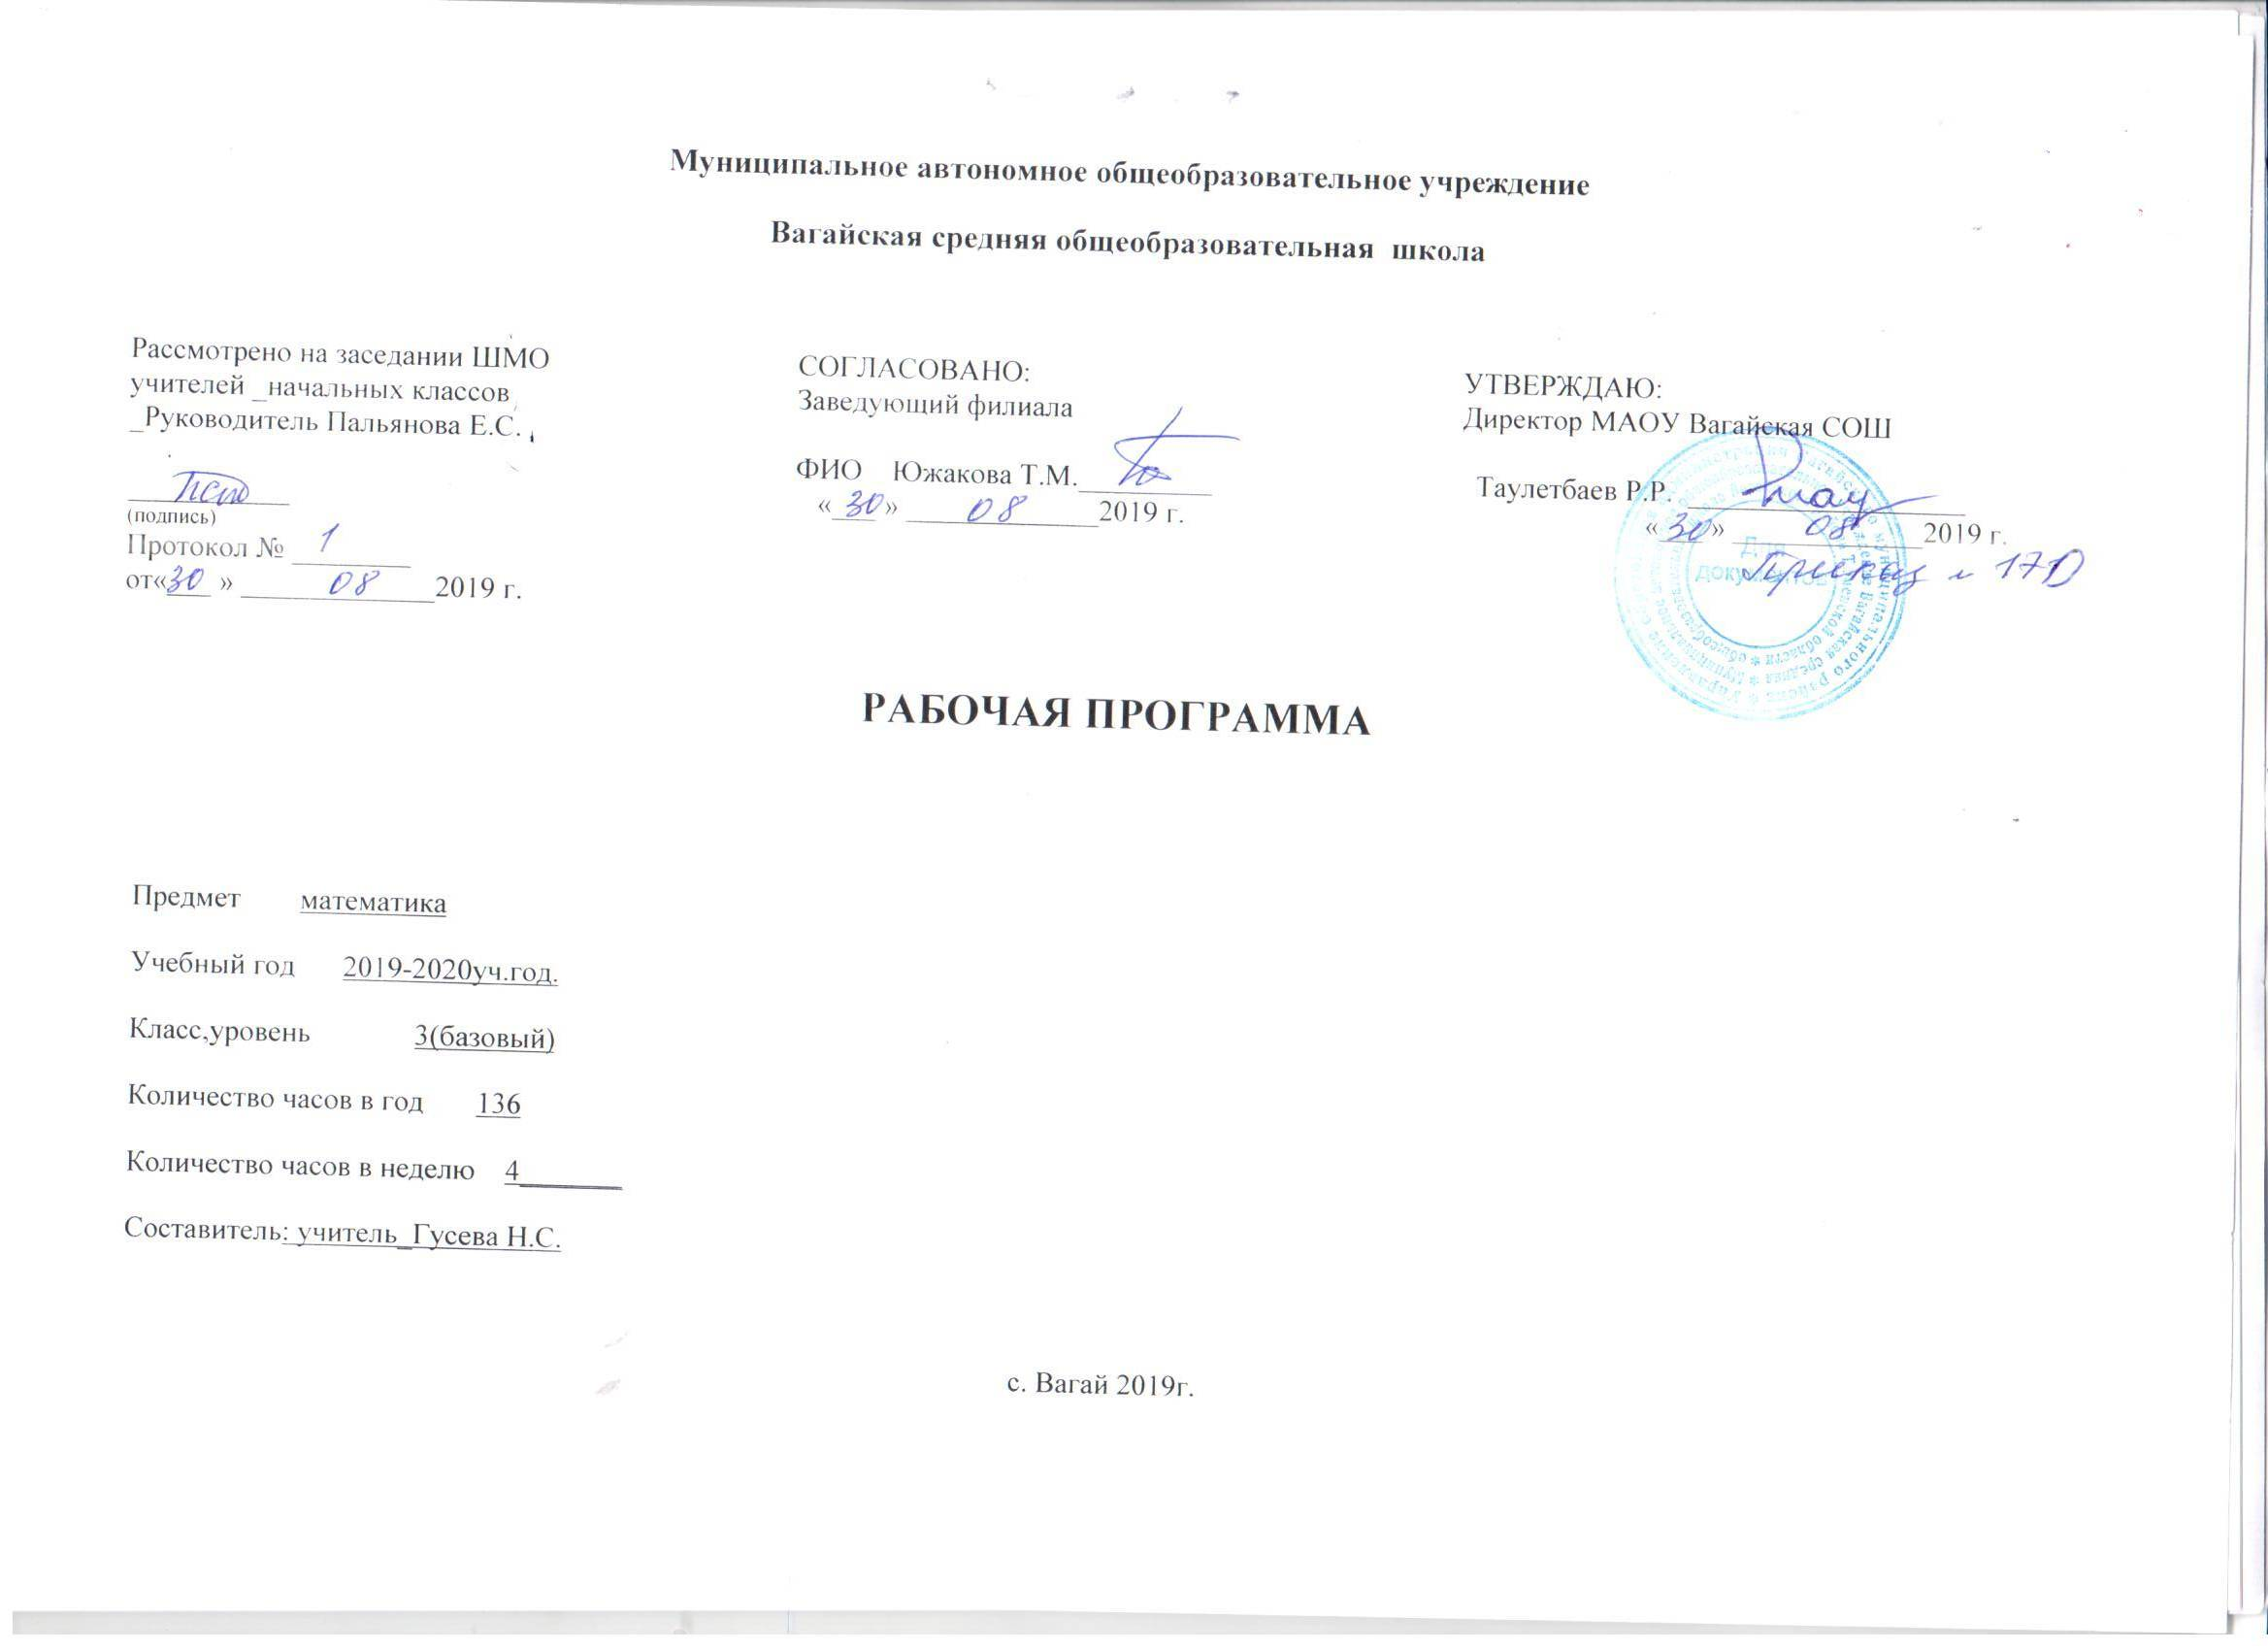 Муниципальное автономное общеобразовательное учреждение
Вагайская средняя общеобразовательная школа
Рассмотрено на заседании ШМО
учителей _начальных классов
_Руководитель Пальянова Е.С.
(подпись)
Протокол № 1
от«30 » 08 2019 г.
СОГЛАСОВАНО:
Заведующий филиала
ФИО Южакова Т.М.
«30» 08 2019 г.
УТВЕРЖДАЮ:
Директор МАОУ Вагайская СОШ
Таулетбаев Р.Р.
«30» 08 2019 г.
Приказ н 170
Для
документов
РАБОЧАЯ ПРОГРАММА
Предмет математика
Учебный год 2019-2020уч.год.
Класс,уровень 3(базовый)
Количество часов в год 136
Количество часов в неделю 4
Составитель: учитель_Гусева Н.С.
с. Вагай 2019г.